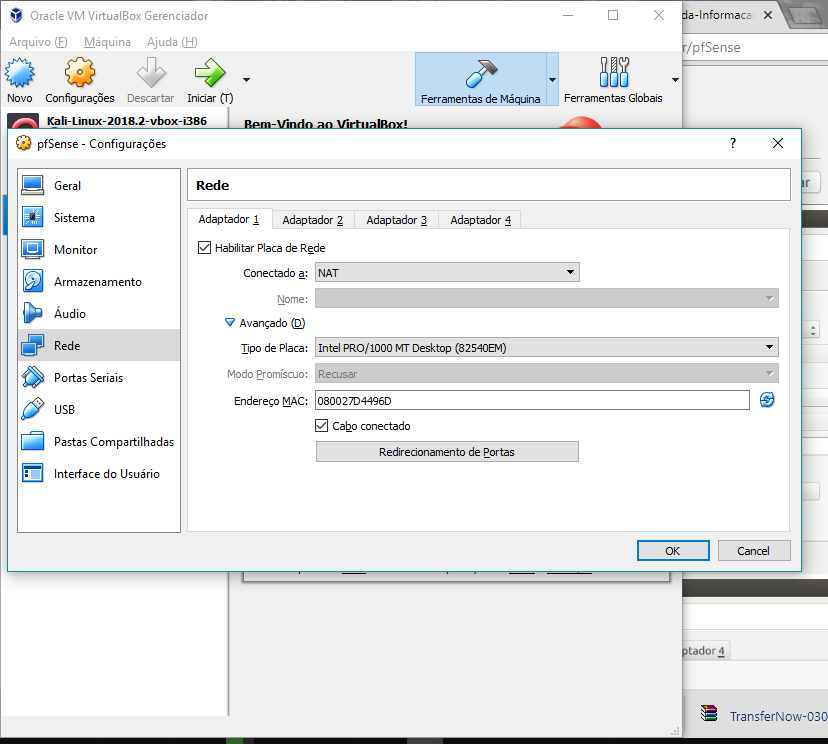 Oracle VM VirtualBox Gerenciador
da-Informaca
Arquivo (F) Máquina Ajuda (H)
r/pfSense
Novo Configurações Descartar Iniciar (T) Ferramentas de Máquina Ferramentas Globais
Kali-Linux-2018.2-vbox-i386
Bem-Vindo ao VirtualBox!
pfSense - Configurações
? 
Geral
Sistema
Monitor
Armazenamento
Áudio
Rede
Portas Seriais
USB
Pastas Compartilhadas
Interface do Usuário
Rede
Adaptador 1 Adaptador 2 Adaptador 3 Adaptador 4
Habilitar Placa de Rede
Conectado a: NAT
Nome:
Avançado (D)
Tipo de Placa: Intel PRO/1000 MT Desktop (82540EM)
Modo Promíscuo: Recusar
Endereço MAC: 080027D4496D
Cabo conectado
Redirecionamento de Portas
OK Cancel
ar
ptador 4
TransferNow-030